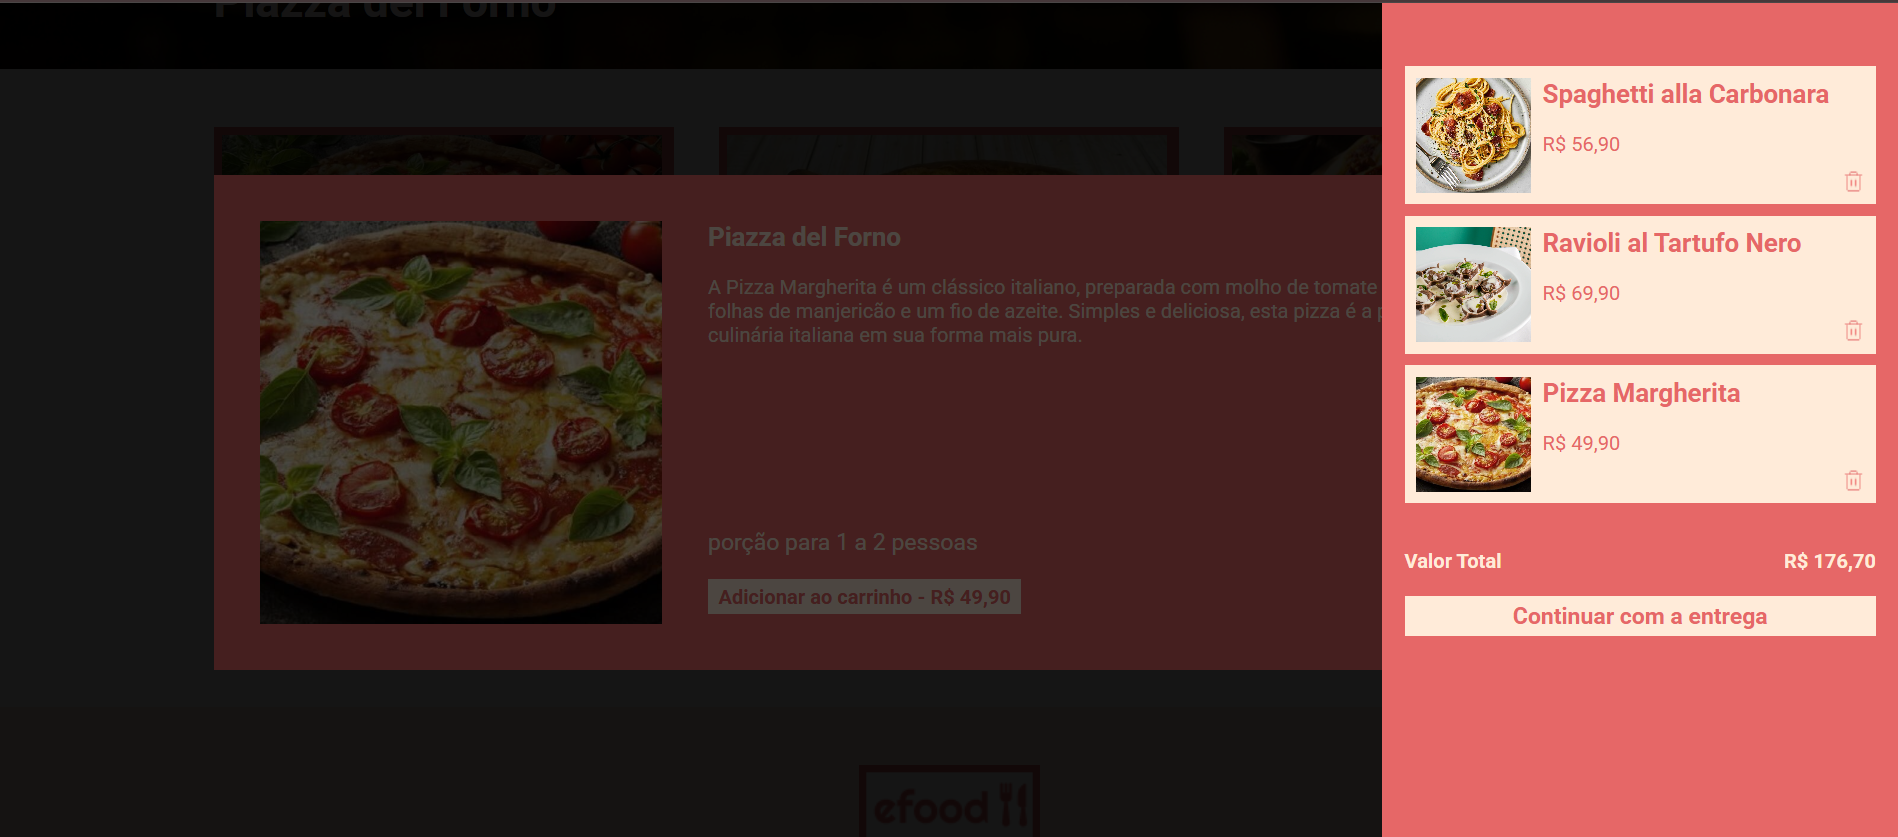 Piazza del Forno
Piazza del Forno
A Pizza Margherita é um clássico italiano, preparada com molho de tomate
folhas de manjericão e um fio de azeite. Simples e deliciosa, esta pizza é a p
culinária italiana em sua forma mais pura.
porção para 1 a 2 pessoas
Adicionar ao carrinho - R$ 49,90
efood
Spaghetti alla Carbonara
R$ 56,90
Ravioli al Tartufo Nero
R$ 69,90
Pizza Margherita
R$ 49,90
Valor Total R$ 176,70
Continuar com a entrega